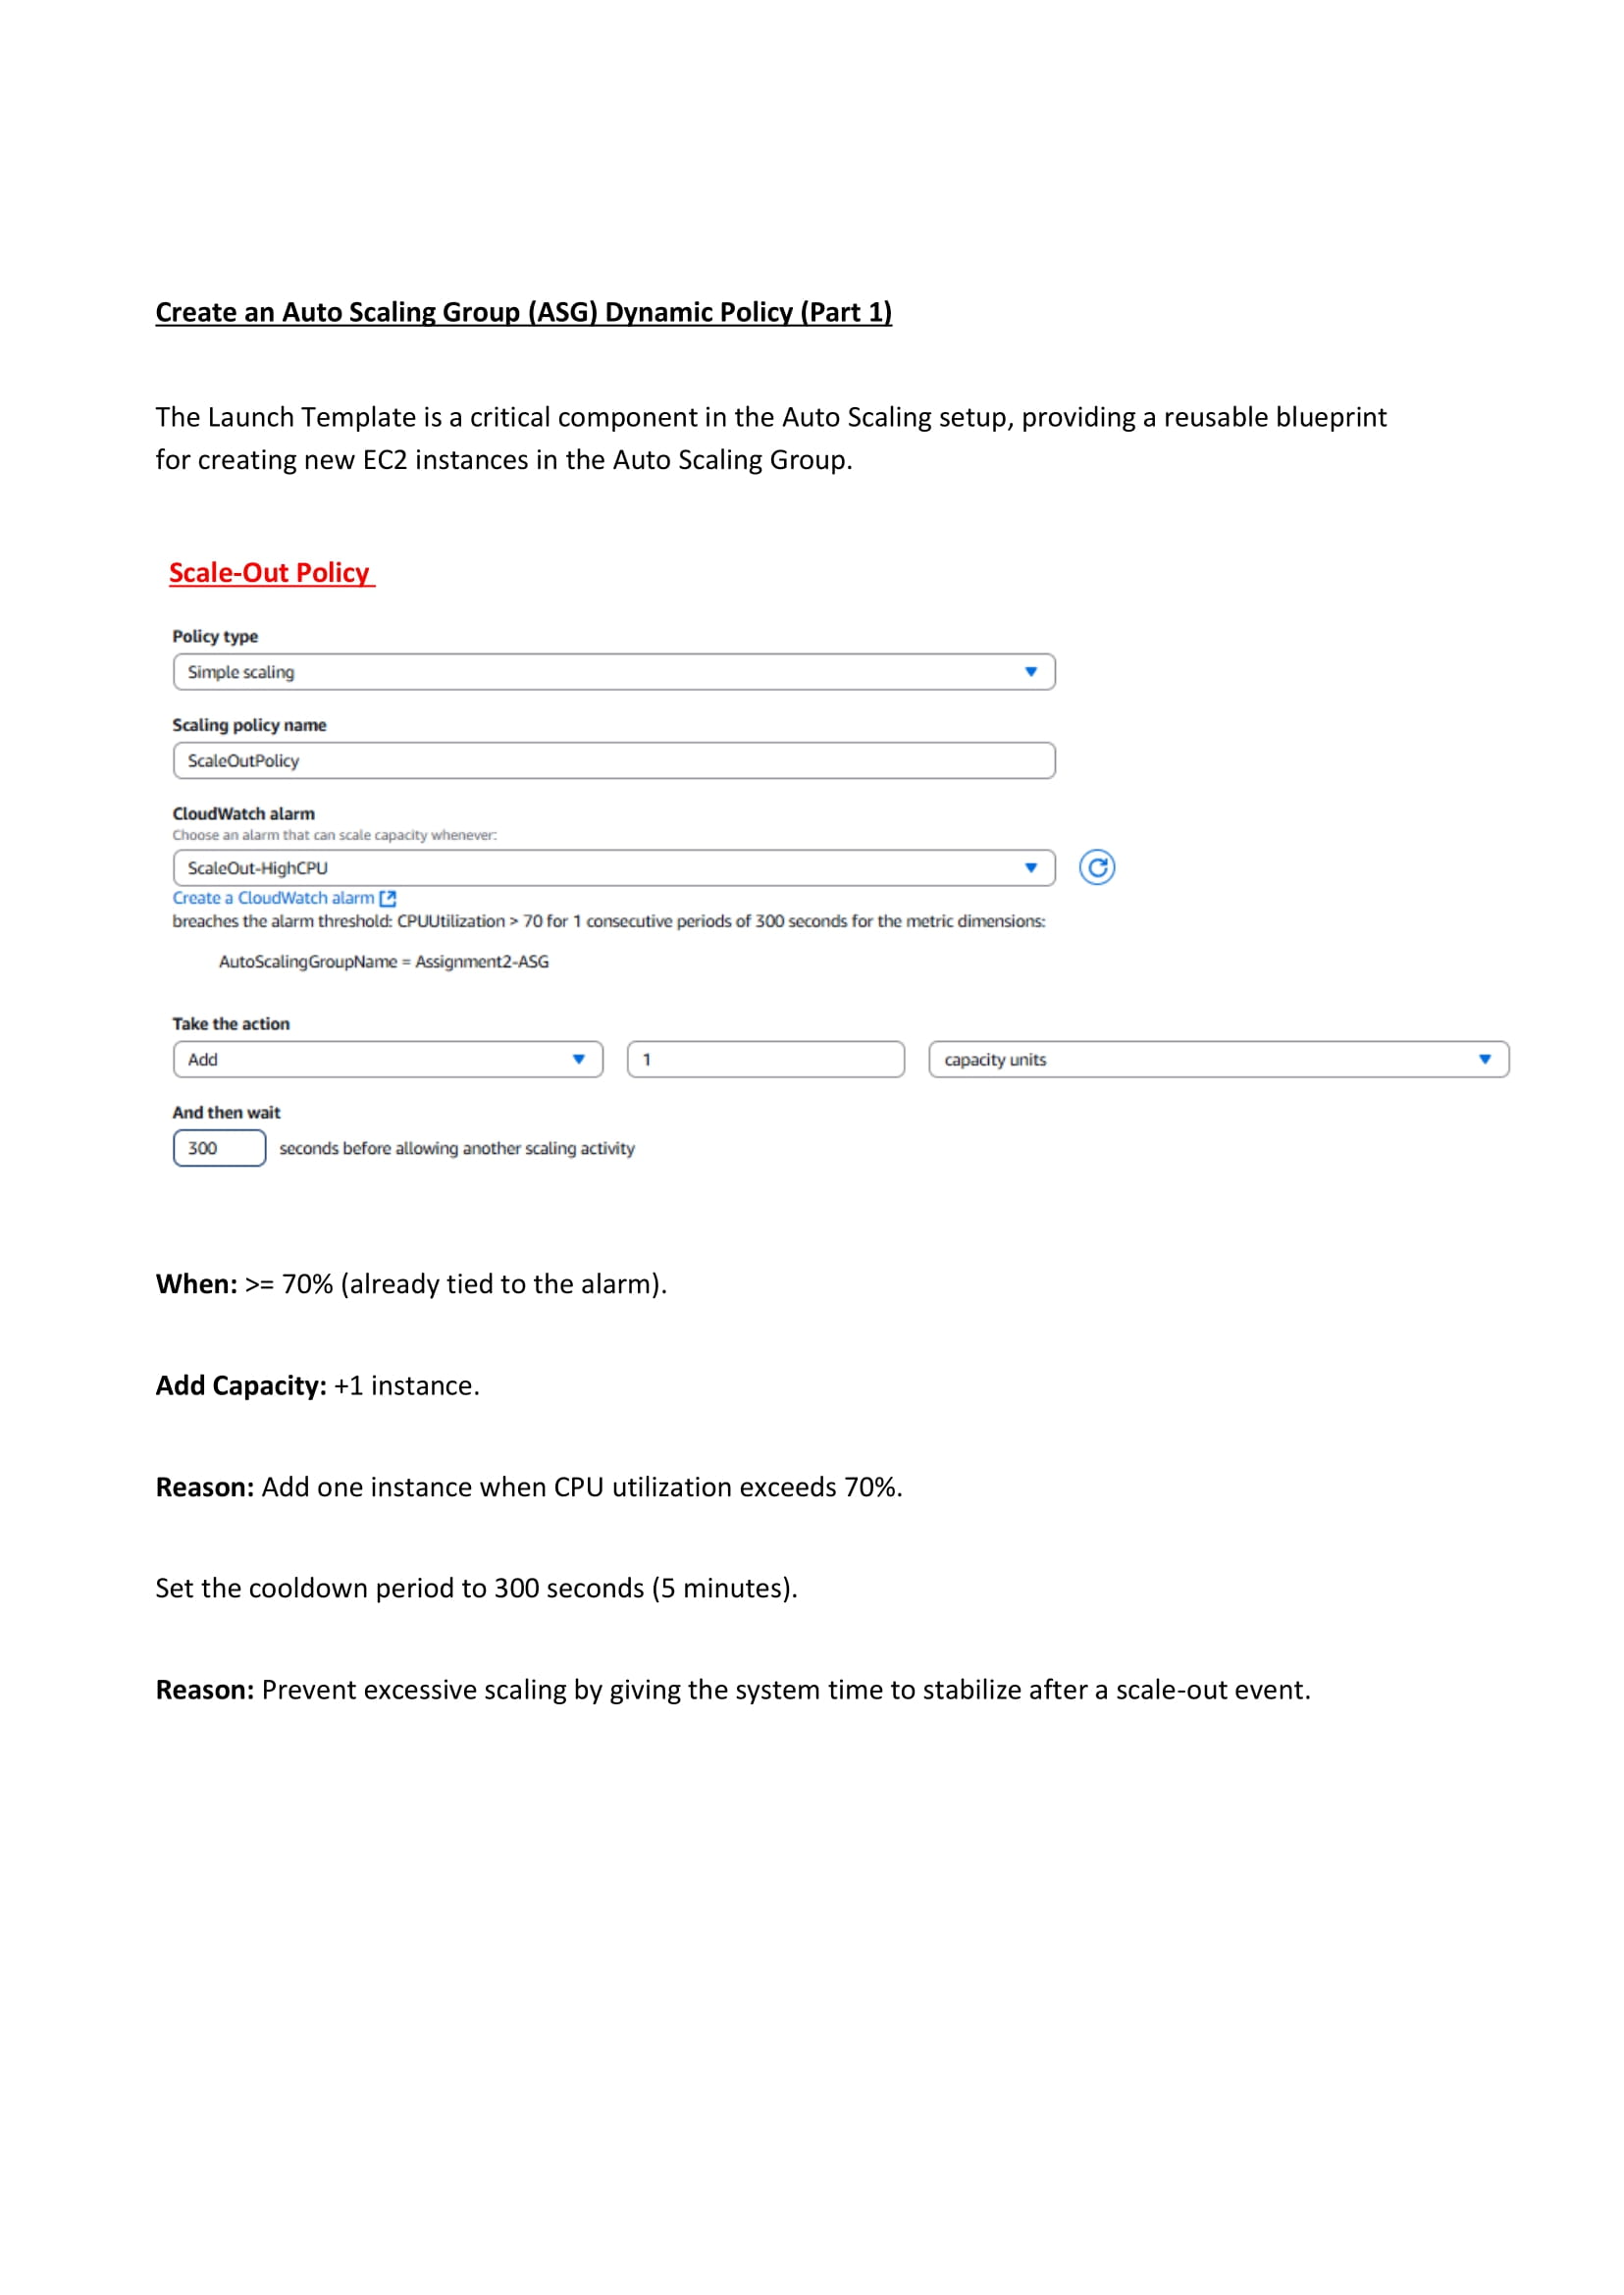 Create an Auto Scaling Group (ASG) Dynamic Policy (Part 1)
The Launch Template is a critical component in the Auto Scaling setup, providing a reusable blueprint
for creating new EC2 instances in the Auto Scaling Group.
Scale-Out Policy
Policy type
Simple scaling
Scaling policy name
ScaleOutPolicy
CloudWatch alarm
Choose an alarm that can scale capacity whenever:
ScaleOut-HighCPU
Create a CloudWatch alarm
breaches the alarm threshold: CPUUtilization > 70 for 1 consecutive periods of 300 seconds for the metric dimensions:
AutoScalingGroupName = Assignment2-ASG
Take the action
Add 1 capacity units
And then wait
300 seconds before allowing another scaling activity
When: >= 70% (already tied to the alarm).
Add Capacity: +1 instance.
Reason: Add one instance when CPU utilization exceeds 70%.
Set the cooldown period to 300 seconds (5 minutes).
Reason: Prevent excessive scaling by giving the system time to stabilize after a scale-out event.